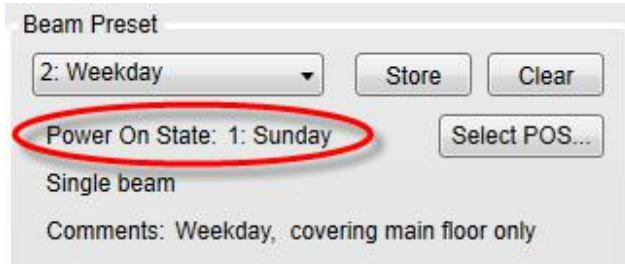 Beam Preset
2: Weekday Store Clear
Power On State: 1: Sunday Select POS...
Single beam
Comments: Weekday, covering main floor only